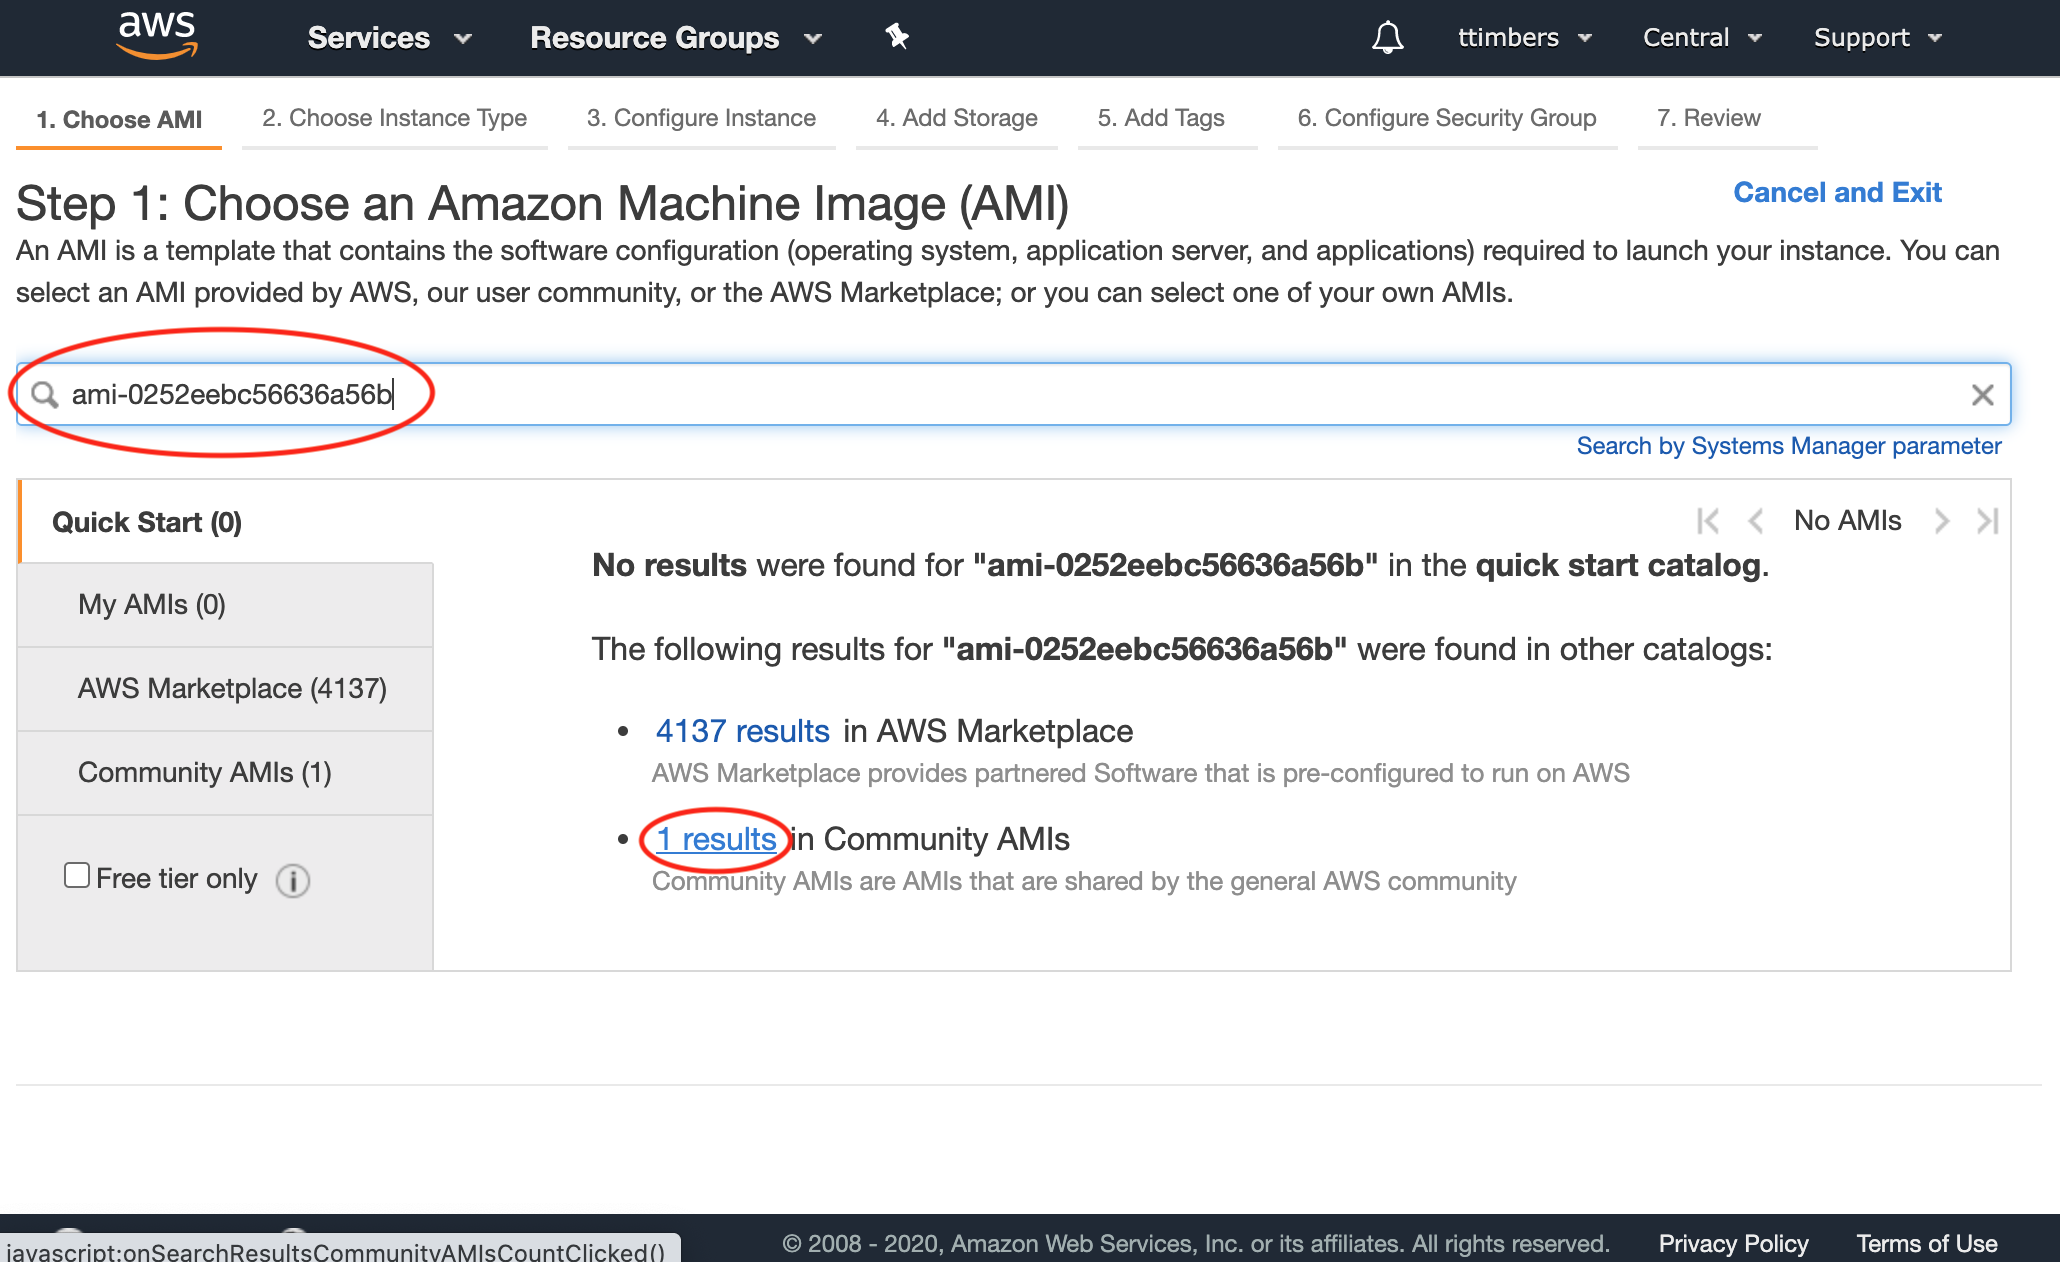 aws Services Resource Groups ttimbers Central Support
1. Choose AMI 2. Choose Instance Type 3. Configure Instance 4. Add Storage 5. Add Tags 6. Configure Security Group 7. Review
Step 1: Choose an Amazon Machine Image (AMI)
Cancel and Exit
An AMI is a template that contains the software configuration (operating system, application server, and applications) required to launch your instance. You can
select an AMI provided by AWS, our user community, or the AWS Marketplace; or you can select one of your own AMIs.
ami-0252eebc56636a56b
Search by Systems Manager parameter
Quick Start (0)
My AMIs (0)
AWS Marketplace (4137)
Community AMIs (1)
Free tier only
No AMIs
No results were found for "ami-0252eebc56636a56b" in the quick start catalog.
The following results for "ami-0252eebc56636a56b" were found in other catalogs:
• 4137 results in AWS Marketplace
AWS Marketplace provides partnered Software that is pre-configured to run on AWS
• 1 results in Community AMIs
Community AMIs are AMIs that are shared by the general AWS community
javascript:onSearchResultsCommunityAMIsCountClicked()
© 2008 - 2020, Amazon Web Services, Inc. or its affiliates. All rights reserved. Privacy Policy Terms of Use